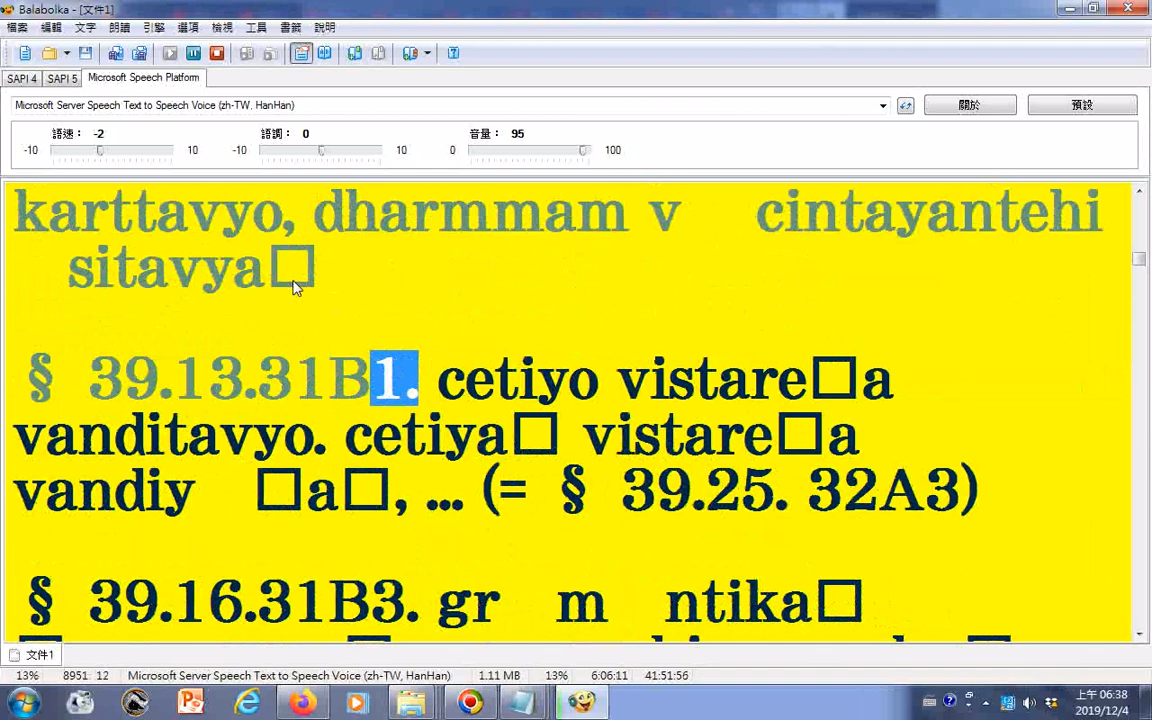 Balabolka - [文件1]
檔案 編輯 文字 朗讀 引擎 選項 檢視 工具 書籤 說明
SAPI 4 SAPI 5 Microsoft Speech Platform
Microsoft Server Speech Text to Speech Voice (zh-TW, HanHan) 關於 預設
語速： -2 語調： 0 音量： 95
-10 10 -10 10 0 100
karttavyo, dharmmam v cintayantehi
sitavya□
§ 39.13.31B1. cetiyo vistare□a
vanditavyo. cetiya□ vistare□a
vandiy □a□, ... (= § 39.25. 32A3)
§ 39.16.31B3. gr m ntika□
文件1
13% 8951: 12 Microsoft Server Speech Text to Speech Voice (zh-TW, HanHan) 1.11 MB 13% 6:06:11 41:51:56
上午 06:38
2019/12/4